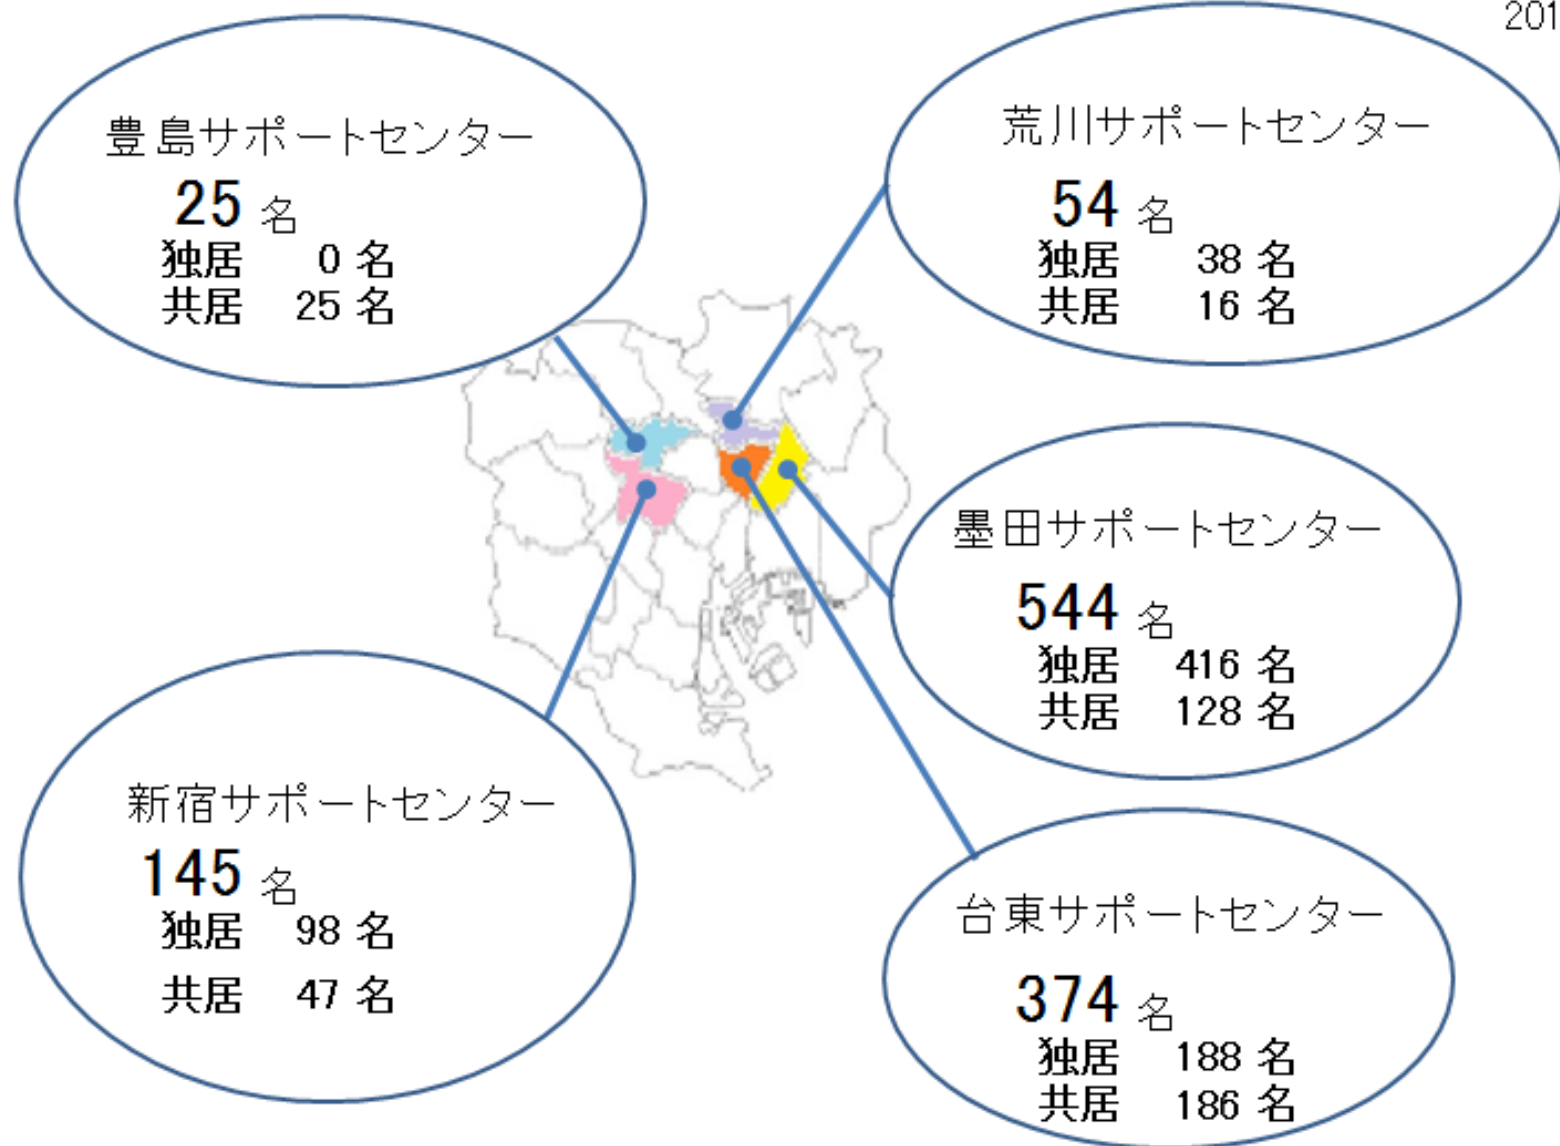 201
豊島サポートセンター
25 名
独居 0 名
共居 25 名
荒川サポートセンター
54 名
独居 38 名
共居 16 名
墨田サポートセンター
544 名
独居 416 名
共居 128 名
新宿サポートセンター
145 名
独居 98 名
共居 47 名
台東サポートセンター
374 名
独居 188 名
共居 186 名